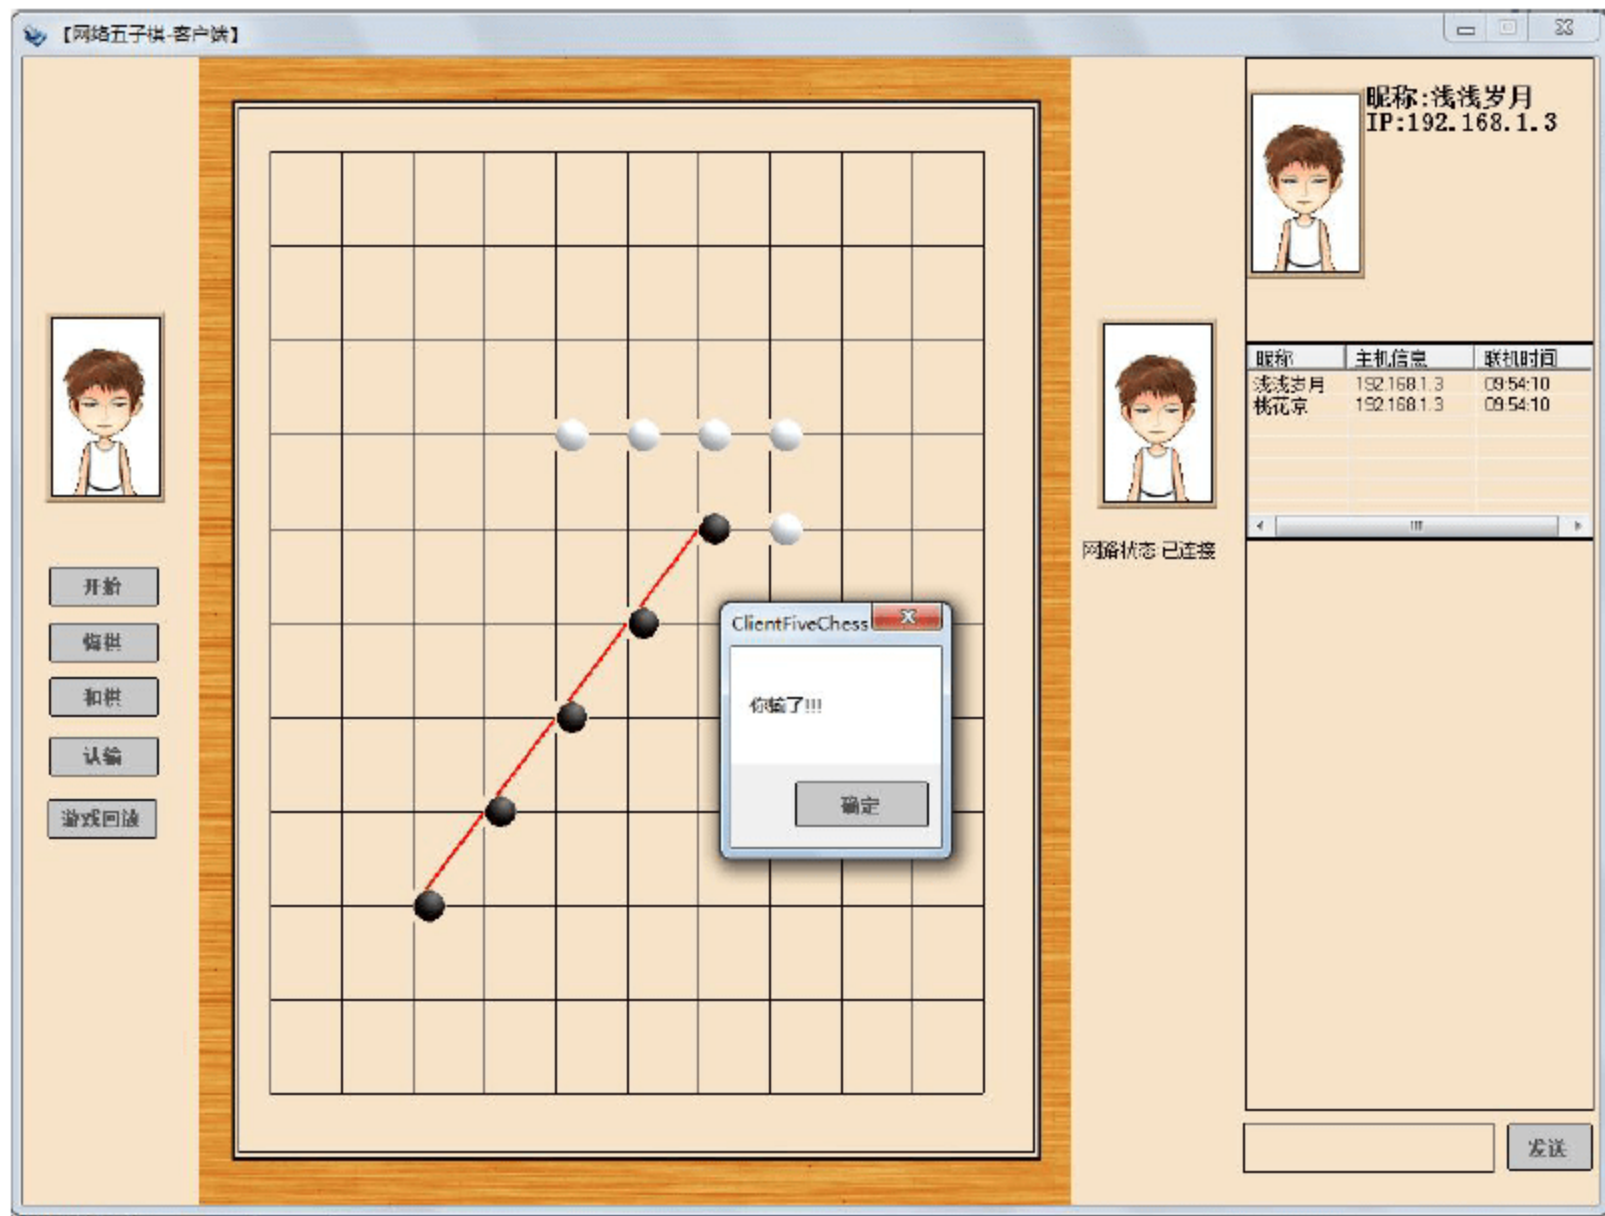 【网络五子棋-客户端】
昵称:浅浅岁月
IP:192.168.1.3
昵称 主机信息 联机时间
浅浅岁月 192.168.1.3 09:54:10
桃花京 192.168.1.3 09:54:10
网络状态:已连接
开始
悔棋
和棋
认输
游戏回放
ClientFiveChess
你输了!!!
确定
发送